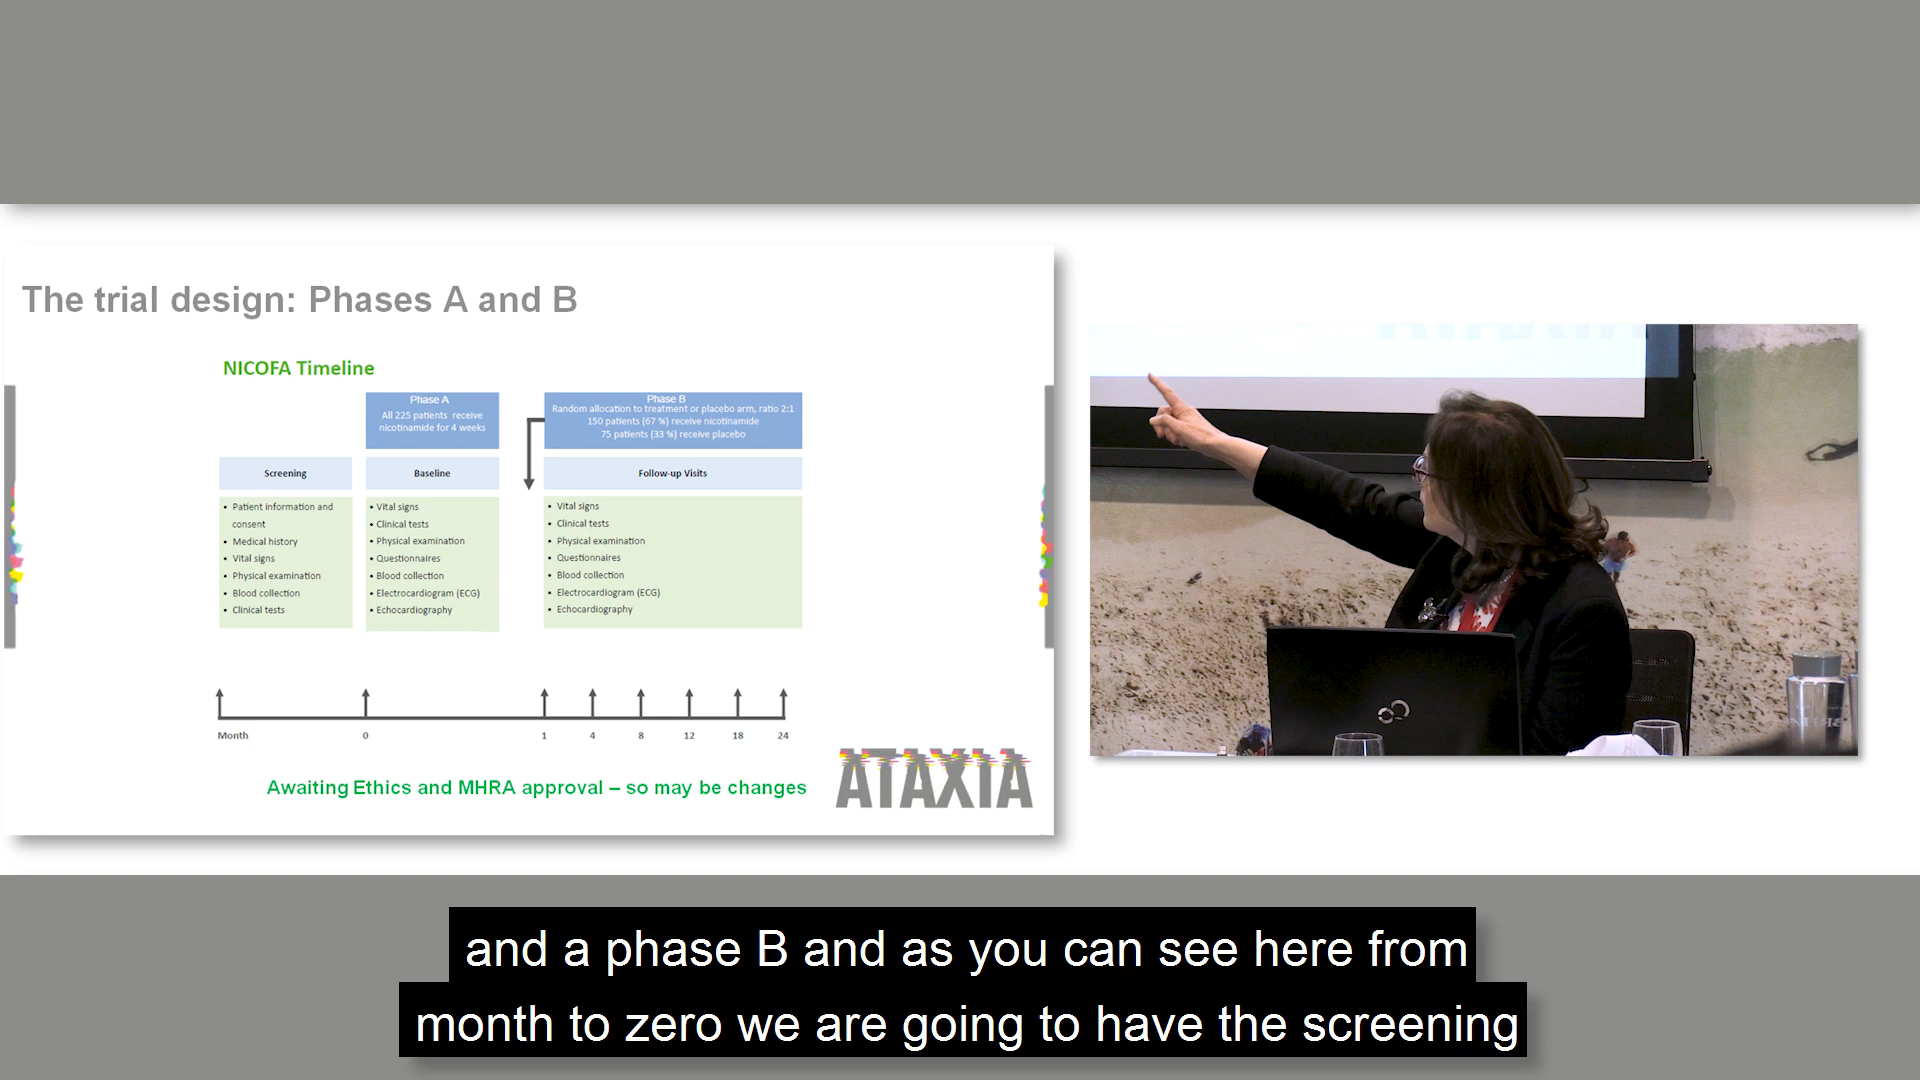 The trial design: Phases A and B
NICOFA Timeline
Phase A
All 225 patients receive
nicotinamide for 4 weeks
Phase B
Random allocation to treatment or placebo arm, ratio 2:1
150 patients (67 %) receive nicotinamide
75 patients (33 %) receive placebo
Screening
Baseline
Follow-up Visits
• Patient information and
consent
• Medical history
• Vital signs
• Physical examination
• Blood collection
• Clinical tests
• Vital signs
• Clinical tests
• Physical examination
• Questionnaires
• Blood collection
• Electrocardiogram (ECG)
• Echocardiography
• Vital signs
• Clinical tests
• Physical examination
• Questionnaires
• Blood collection
• Electrocardiogram (ECG)
• Echocardiography
Month 0 1 4 8 12 18 24
Awaiting Ethics and MHRA approval – so may be changes
ATAXIA
and a phase B and as you can see here from
month to zero we are going to have the screening